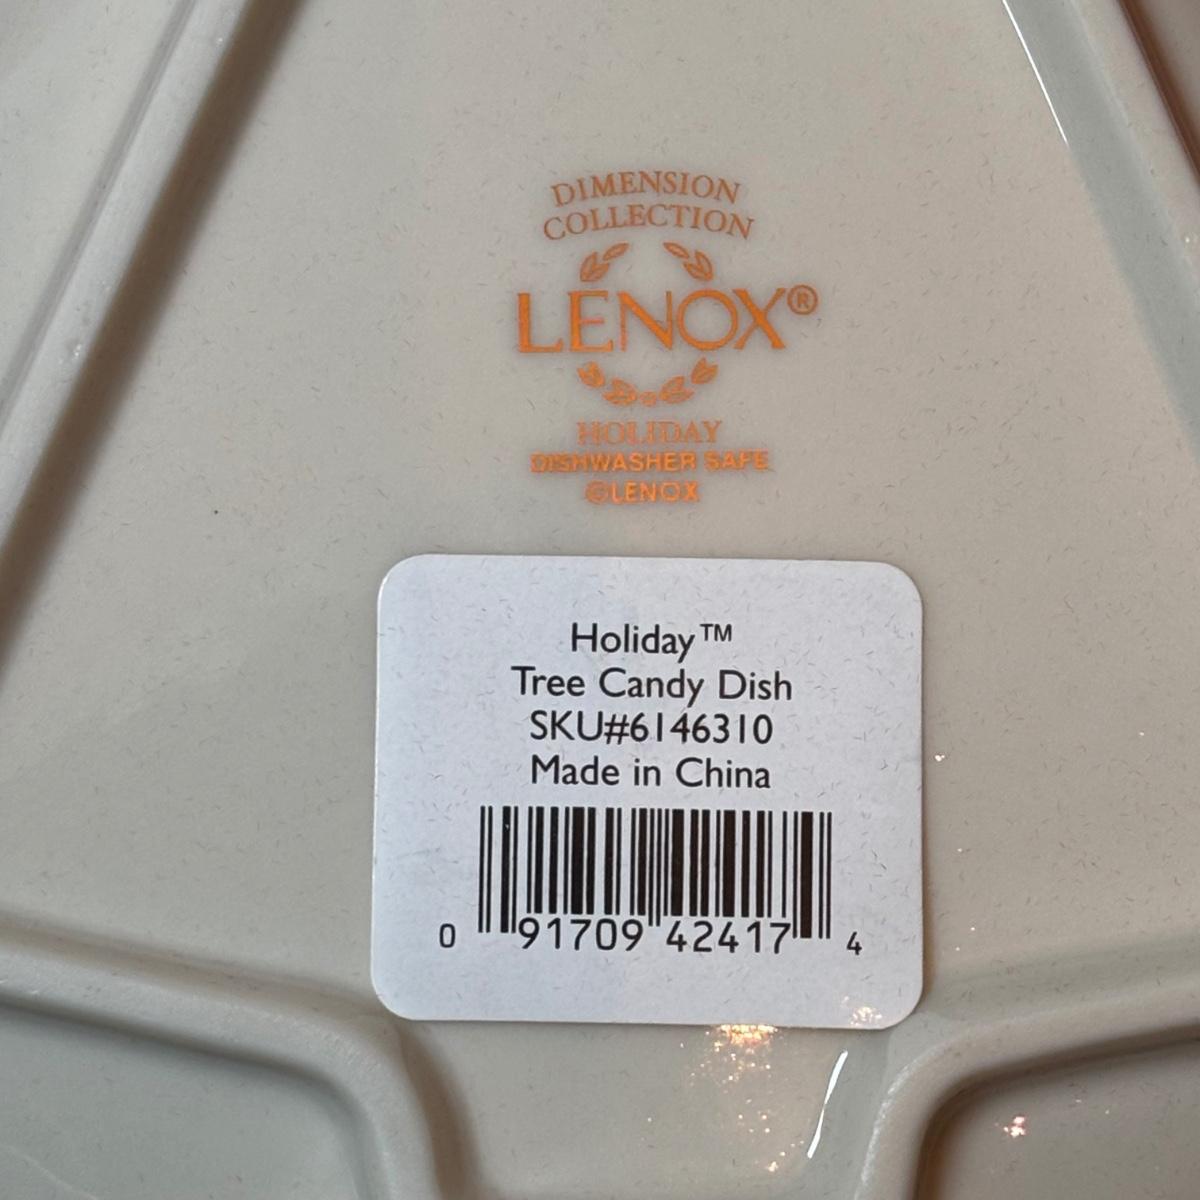 DIMENSION
COLLECTION
LENOX®
HOLIDAY
DISHWASHER SAFE
©LENOX
Holiday™
Tree Candy Dish
SKU#6146310
Made in China
0 91709 42417 4